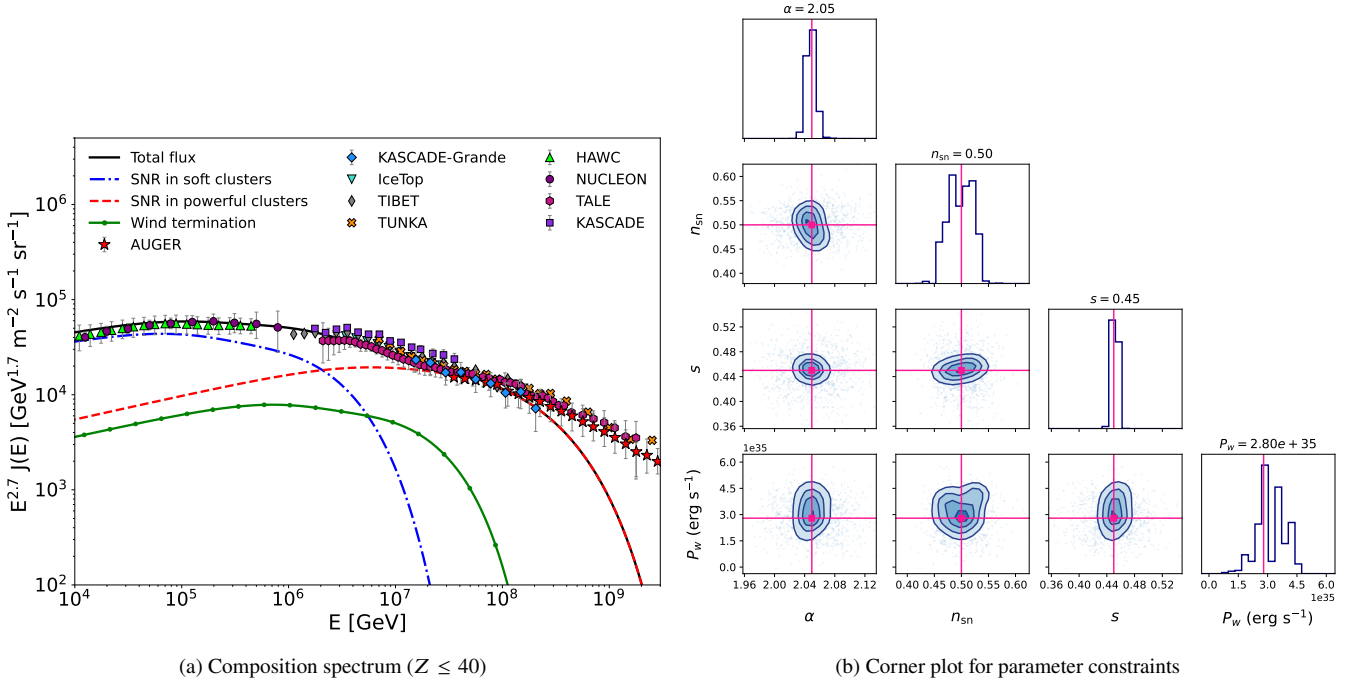 E^2.7 J(E) [GeV^1.7 m^−2 s^−1 sr^−1]
10^6
10^5
10^4
10^3
10^2
Total flux
SNR in soft clusters
SNR in powerful clusters
Wind termination
AUGER
KASCADE-Grande
IceTop
TIBET
TUNKA
HAWC
NUCLEON
TALE
KASCADE
10^4 10^5 10^6 10^7 10^8 10^9
E [GeV]
(a) Composition spectrum (Z ≤ 40)
α = 2.05
n_sn = 0.50
n_sn
0.60
0.55
0.50
0.45
0.40
s = 0.45
s
0.52
0.48
0.44
0.40
0.36
P_w = 2.80e + 35
1e35
P_w (erg s^−1)
6.0
4.5
3.0
1.5
0.0
1.96 2.00 2.04 2.08 2.12
α
0.40 0.45 0.50 0.55 0.60
n_sn
0.36 0.40 0.44 0.48 0.52
s
0.0 1.5 3.0 4.5 6.0
1e35
P_w (erg s^−1)
(b) Corner plot for parameter constraints